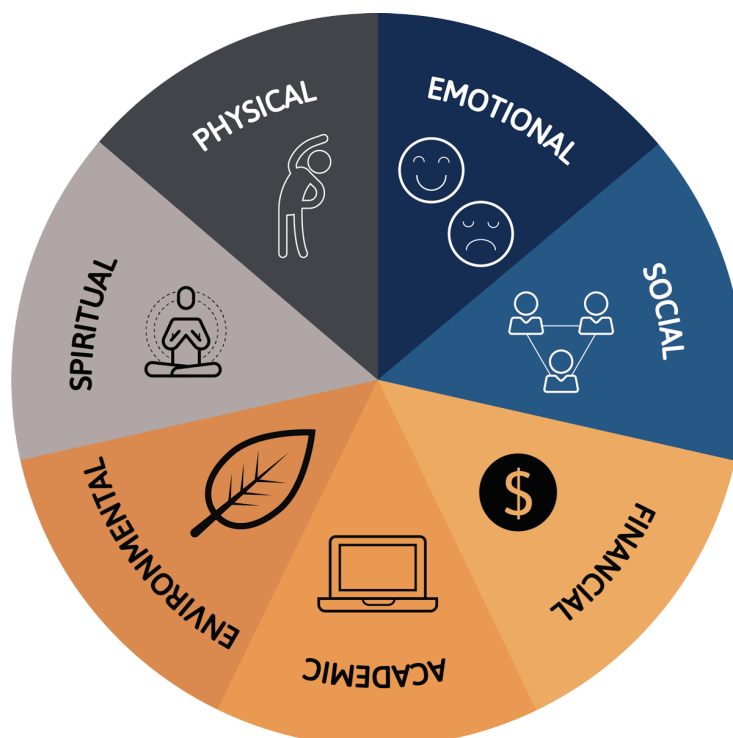 EMOTIONAL
SOCIAL
FINANCIAL
ACADEMIC
ENVIRONMENTAL
SPIRITUAL
PHYSICAL
$